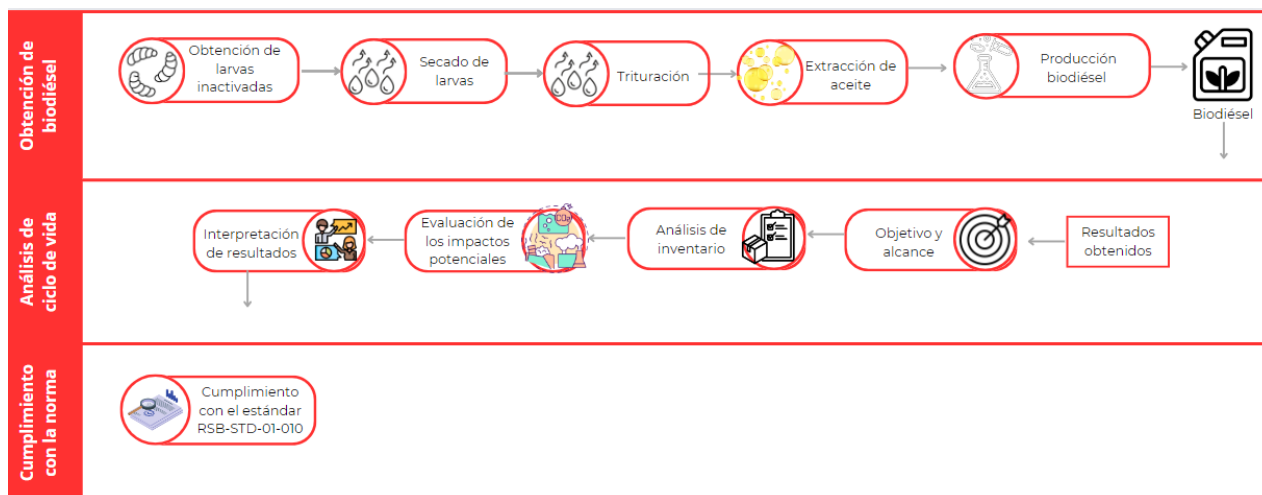 Obtención de
biodiésel
Obtención de
larvas
inactivadas
Secado de
larvas
Trituración
Extracción de
aceite
Producción
biodiésel
Biodiésel
Análisis de
ciclo de vida
Interpretación
de resultados
Evaluación de
los impactos
potenciales
CO₂
Análisis de
inventario
Objetivo y
alcance
Resultados
obtenidos
Cumplimiento
con la norma
Cumplimiento
con el estándar
RSB-STD-01-010